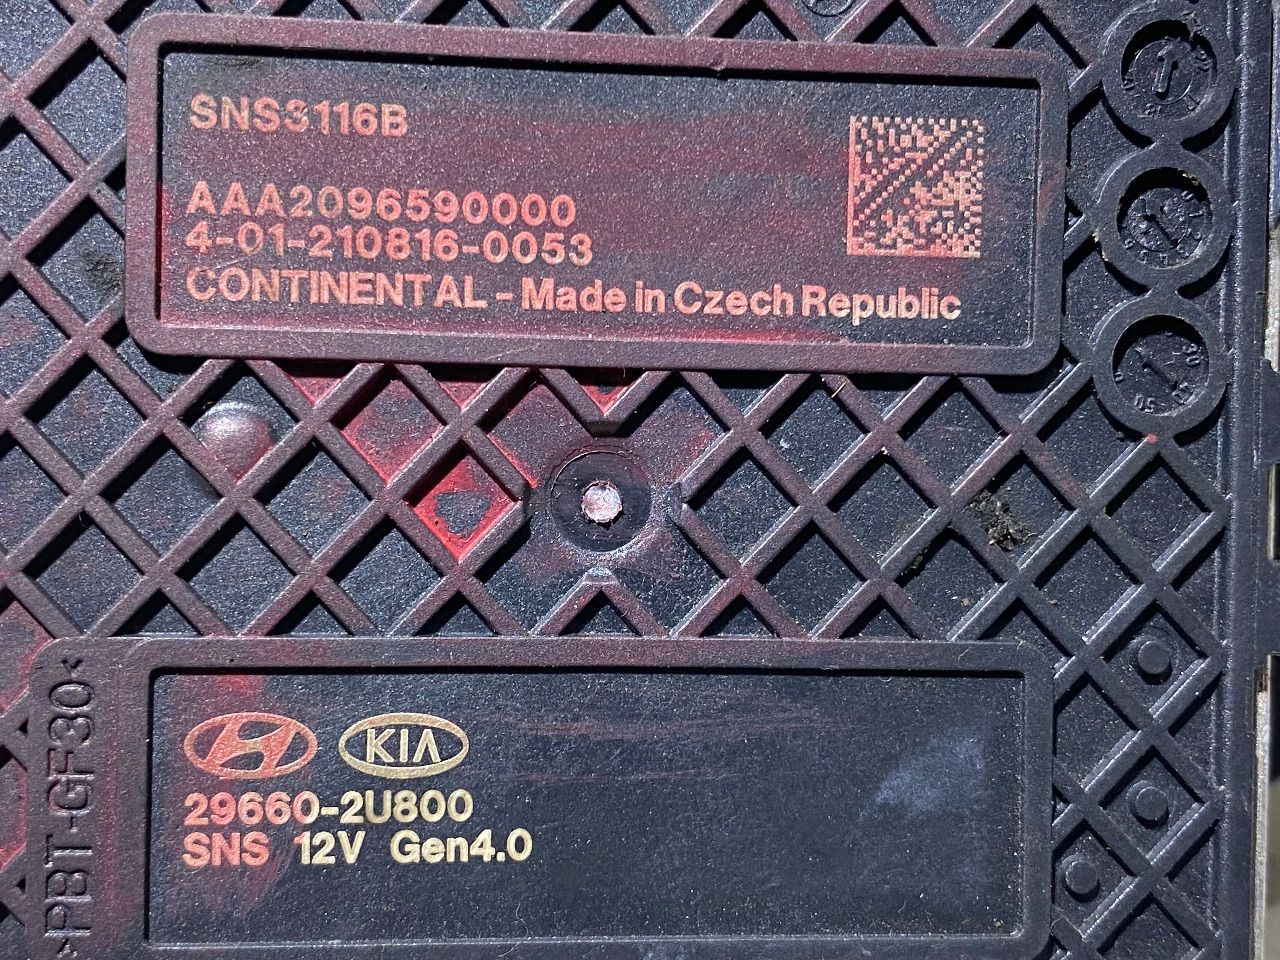 SNS3116B
AAA2096590000
4-01-210816-0053
CONTINENTAL - Made in Czech Republic
KIA
29660-2U800
SNS 12V Gen4.0
>PBT-GF30<